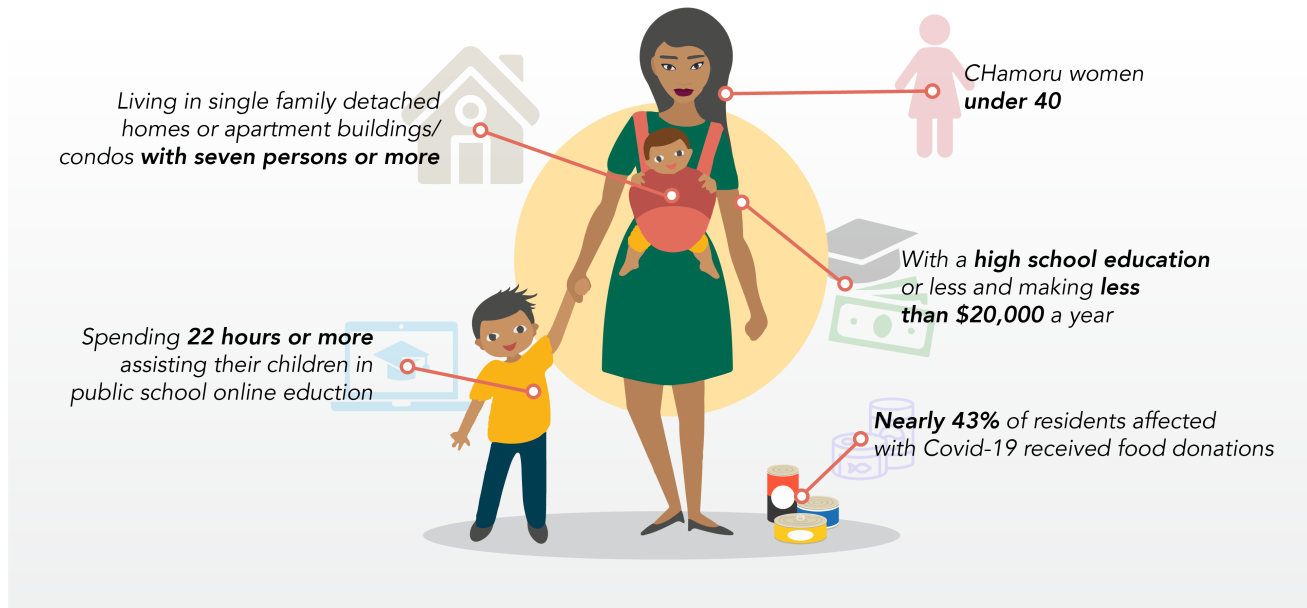 Living in single family detached
homes or apartment buildings/
condos with seven persons or more
CHamoru women
under 40
With a high school education
or less and making less
than $20,000 a year
Spending 22 hours or more
assisting their children in
public school online eduction
Nearly 43% of residents affected
with Covid-19 received food donations